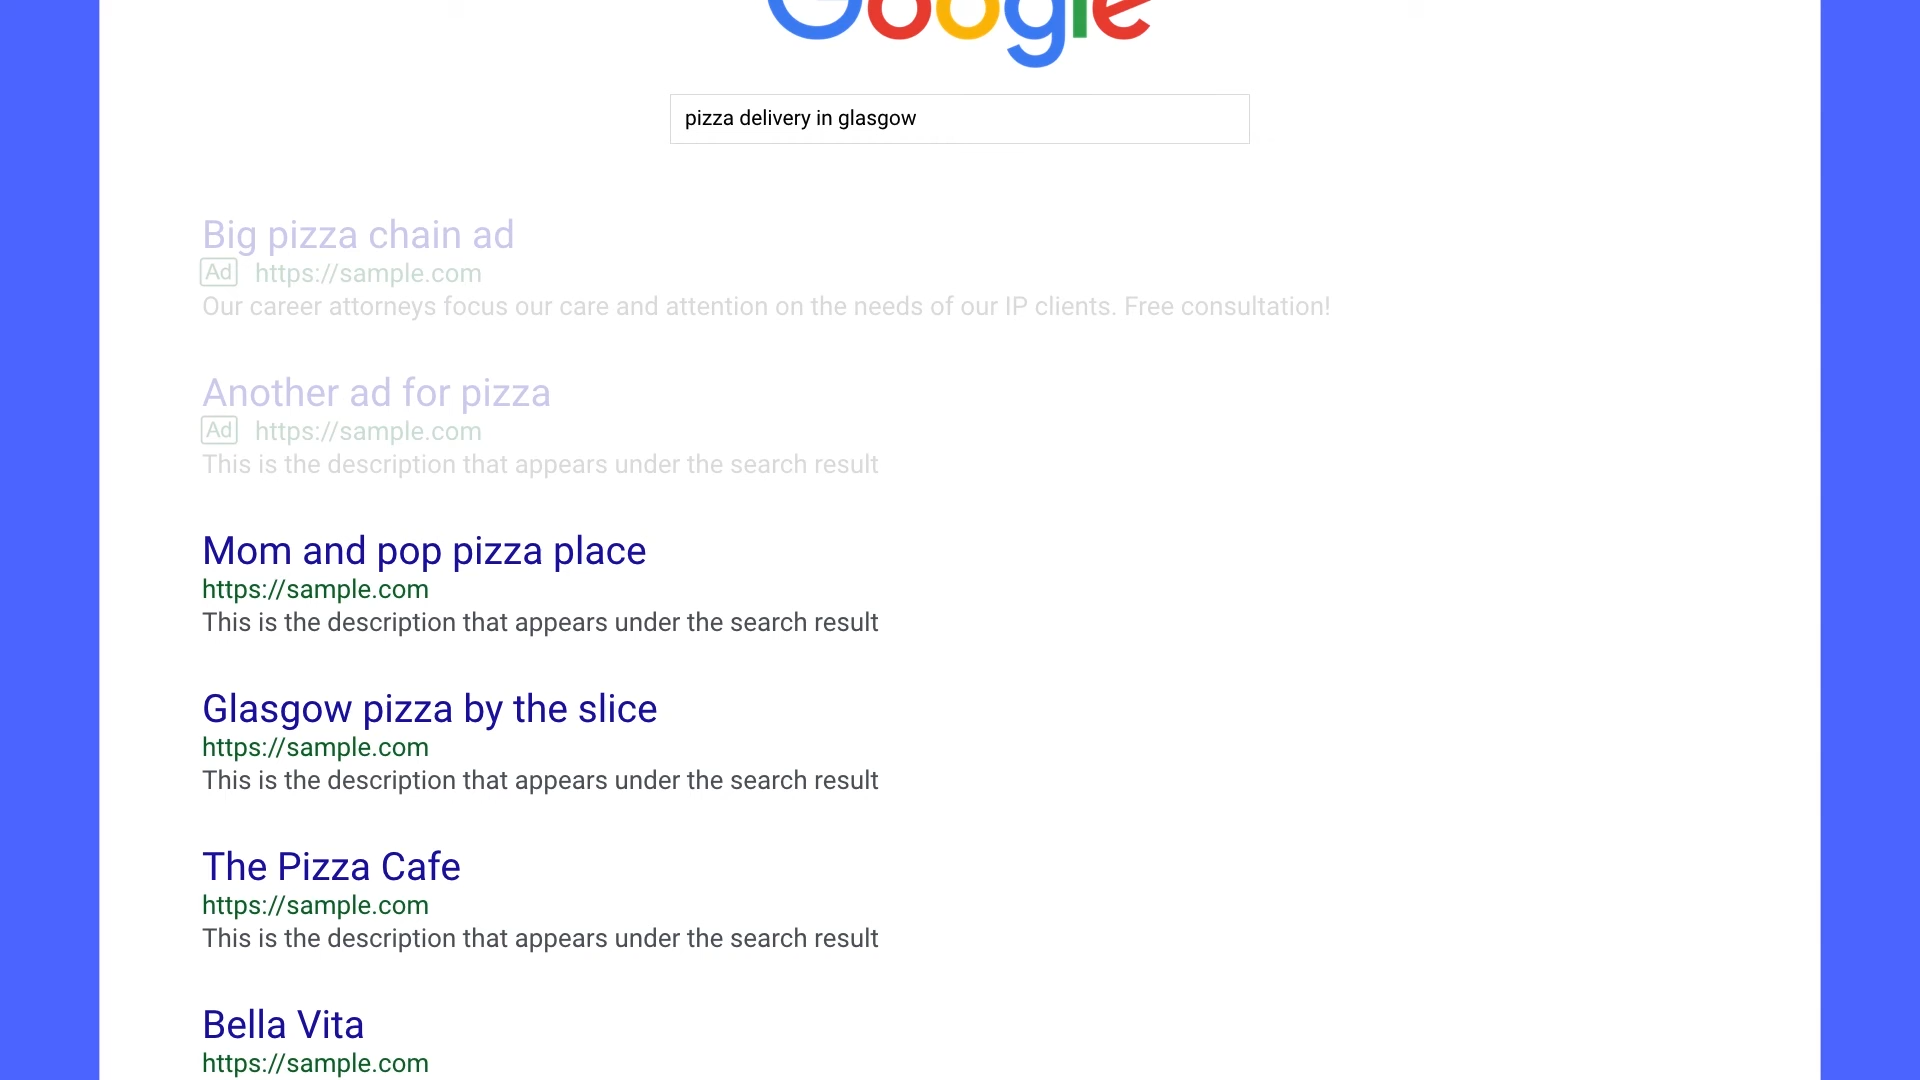 Google
pizza delivery in glasgow
Big pizza chain ad
Ad https://sample.com
Our career attorneys focus our care and attention on the needs of our IP clients. Free consultation!
Another ad for pizza
Ad https://sample.com
This is the description that appears under the search result
Mom and pop pizza place
https://sample.com
This is the description that appears under the search result
Glasgow pizza by the slice
https://sample.com
This is the description that appears under the search result
The Pizza Cafe
https://sample.com
This is the description that appears under the search result
Bella Vita
https://sample.com